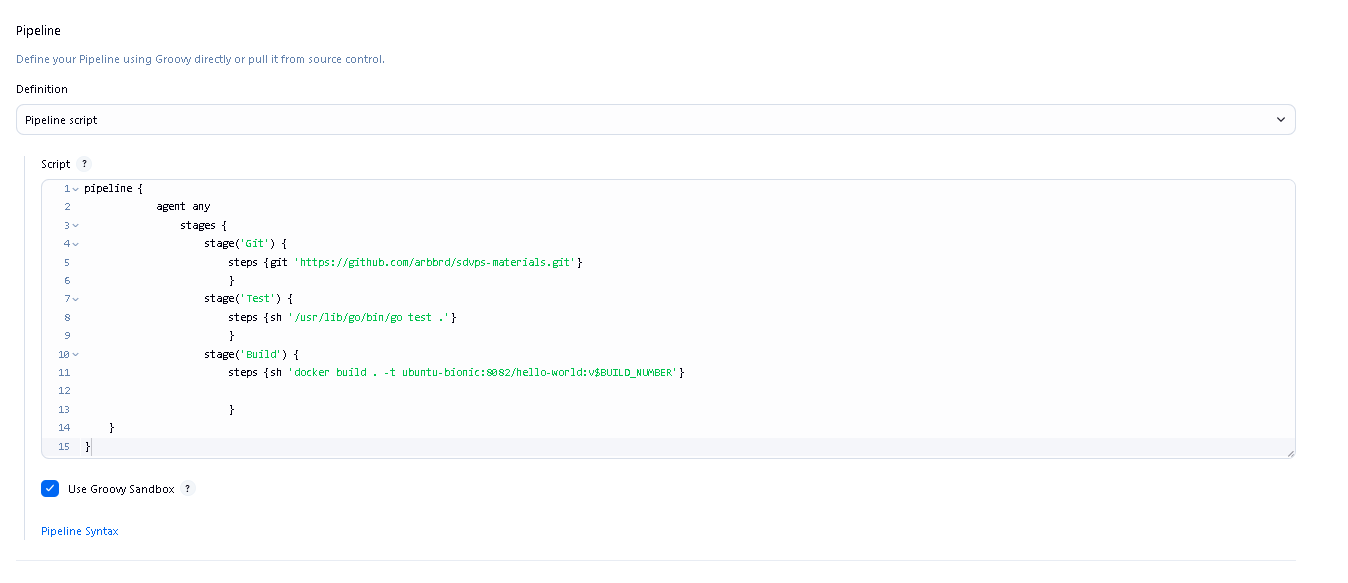 Pipeline
Define your Pipeline using Groovy directly or pull it from source control.
Definition
Pipeline script
Script ?
1 pipeline {
2 agent any
3 stages {
4 stage('Git') {
5 steps {git 'https://github.com/arbbrd/sdvps-materials.git'}
6 }
7 stage('Test') {
8 steps {sh '/usr/lib/go/bin/go test .'}
9 }
10 stage('Build') {
11 steps {sh 'docker build . -t ubuntu-bionic:8082/hello-world:v$BUILD_NUMBER'}
12
13 }
14 }
15 }
Use Groovy Sandbox ?
Pipeline Syntax